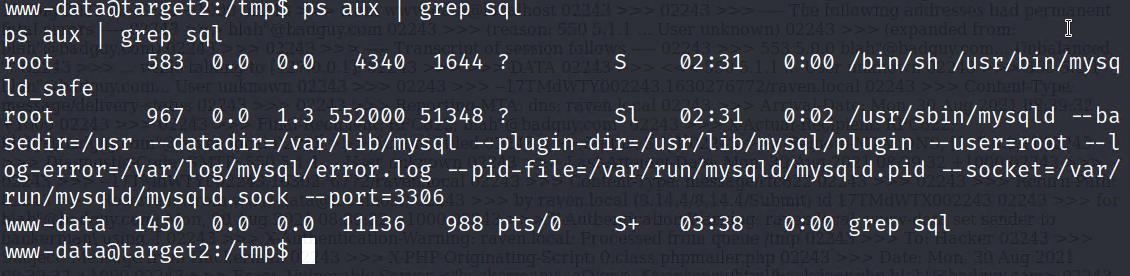 www-data@target2:/tmp$ ps aux | grep sql
ps aux | grep sql
root       583  0.0  0.0   4340  1644 ?        S    02:31   0:00 /bin/sh /usr/bin/mysq
ld_safe
root       967  0.0  1.3 552000 51348 ?        Sl   02:31   0:02 /usr/sbin/mysqld --ba
sedir=/usr --datadir=/var/lib/mysql --plugin-dir=/usr/lib/mysql/plugin --user=root --l
og-error=/var/log/mysql/error.log --pid-file=/var/run/mysqld/mysqld.pid --socket=/var/
run/mysqld/mysqld.sock --port=3306
www-data  1450  0.0  0.0  11136   988 pts/0    S+   03:38   0:00 grep sql
www-data@target2:/tmp$